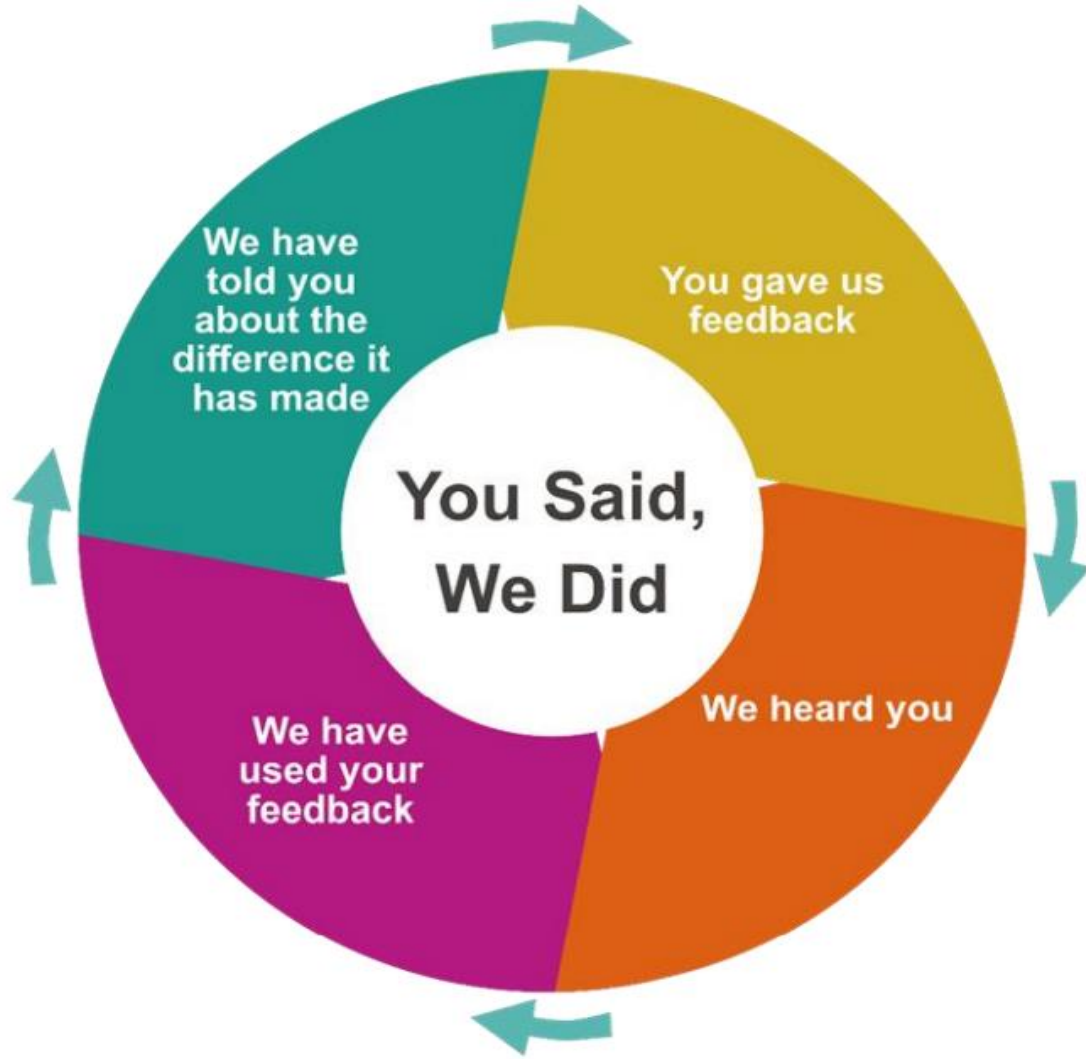 You Said,
We Did
You gave us
feedback
We heard you
We have
used your
feedback
We have
told you
about the
difference it
has made